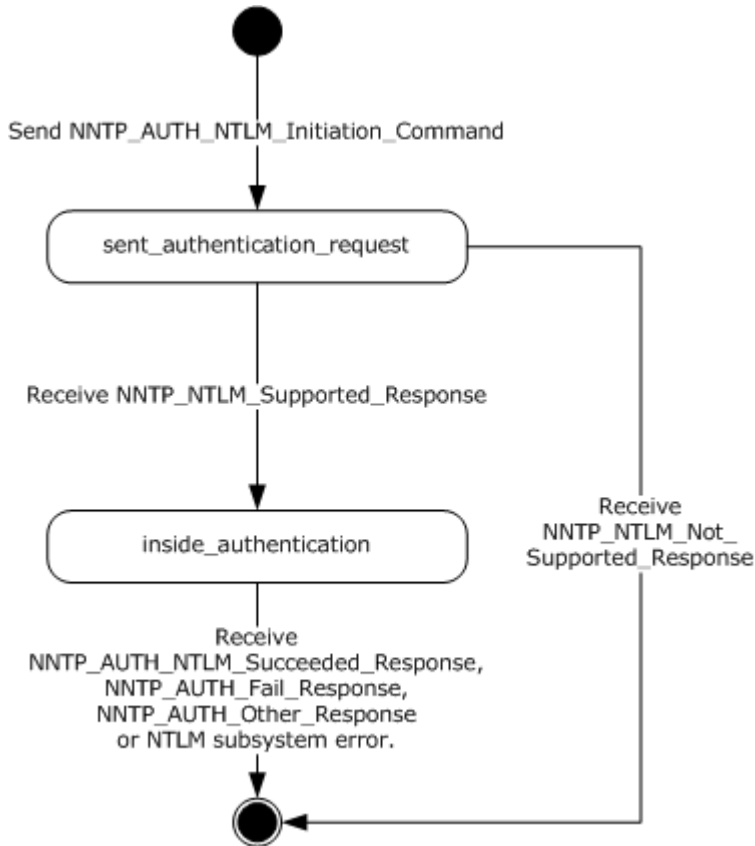 Send NNTP_AUTH_NTLM_Initiation_Command
sent_authentication_request
Receive NNTP_NTLM_Supported_Response
Receive
NNTP_NTLM_Not_
Supported_Response
inside_authentication
Receive
NNTP_AUTH_NTLM_Succeeded_Response,
NNTP_AUTH_Fail_Response,
NNTP_AUTH_Other_Response
or NTLM subsystem error.